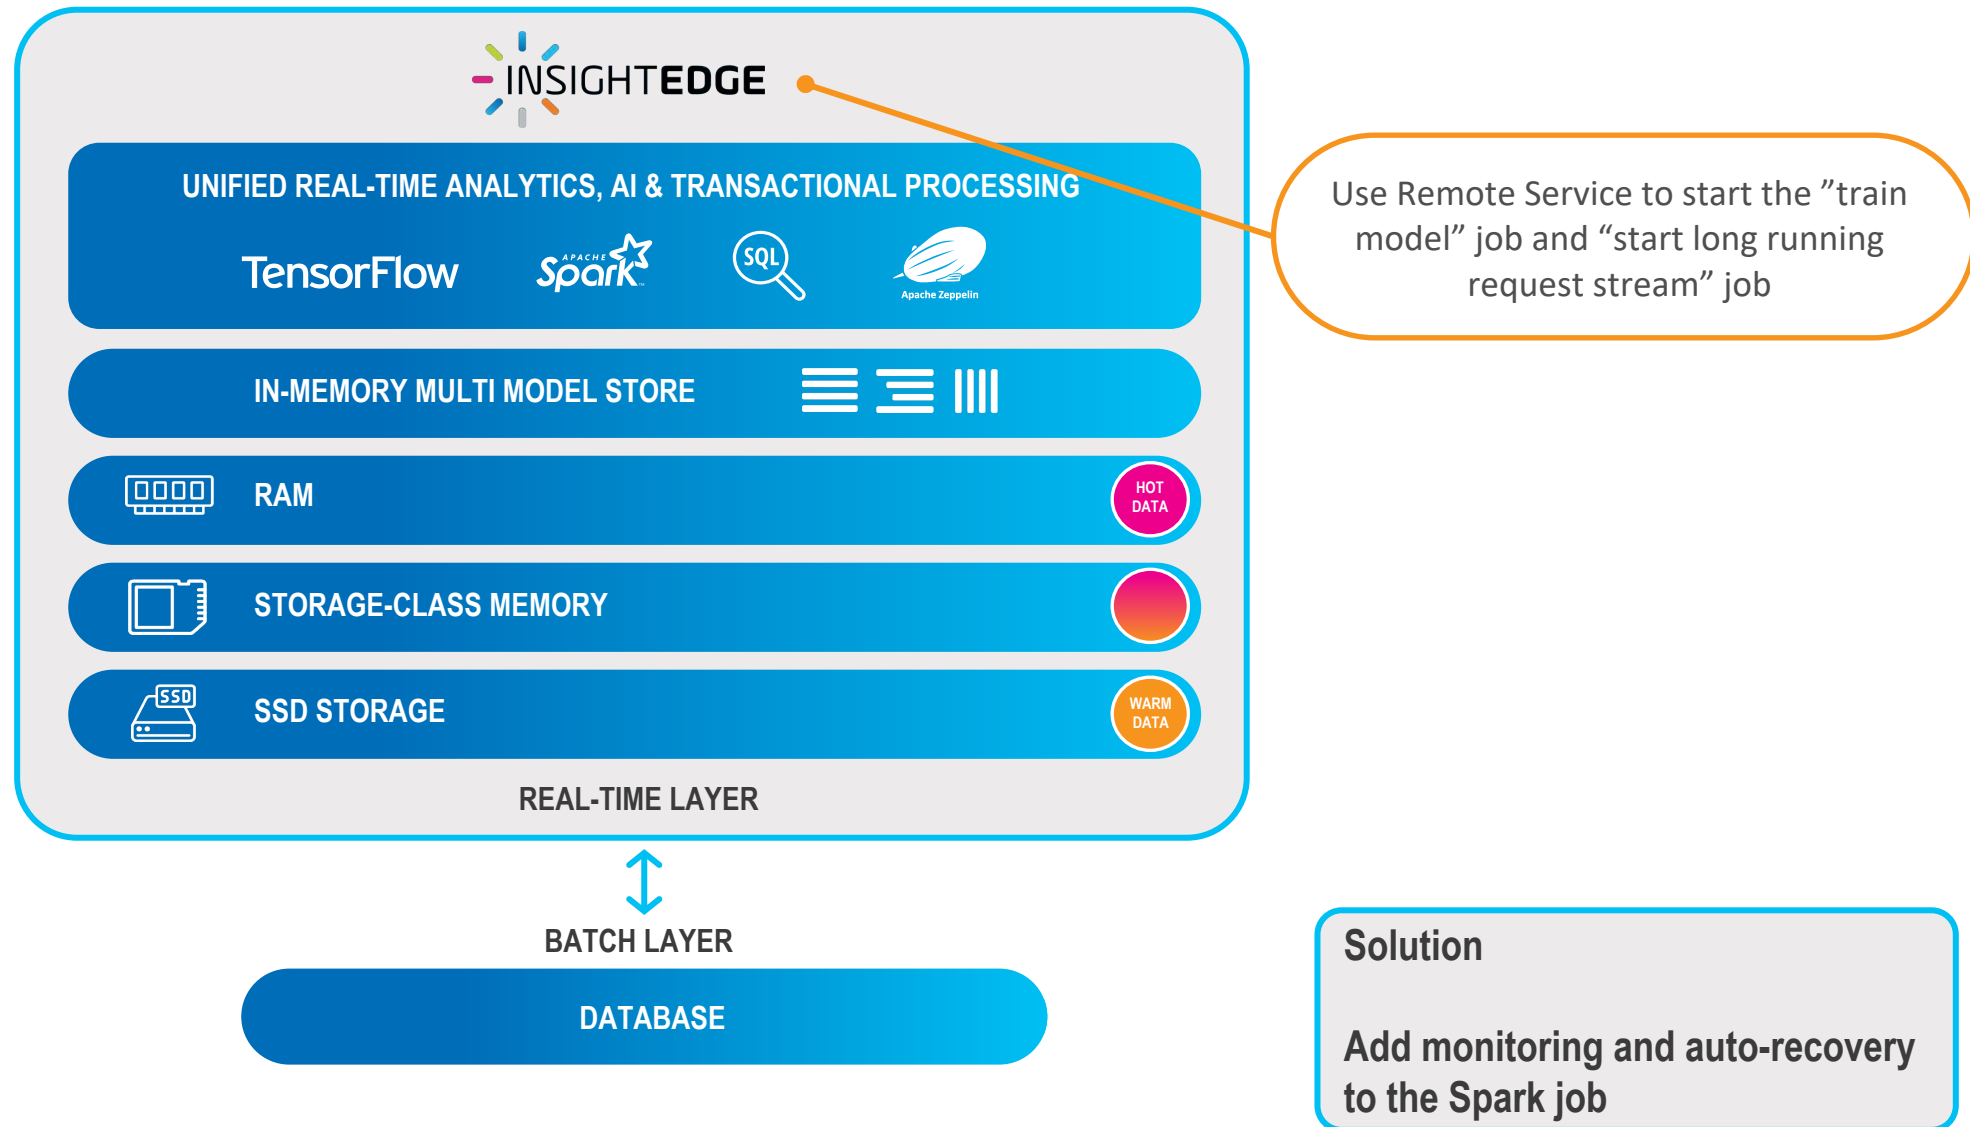 INSIGHTEDGE
UNIFIED REAL-TIME ANALYTICS, AI & TRANSACTIONAL PROCESSING
TensorFlow
APACHE
Spark
SQL
Apache Zeppelin
Use Remote Service to start the ”train
model” job and “start long running
request stream” job
IN-MEMORY MULTI MODEL STORE
RAM
HOT
DATA
STORAGE-CLASS MEMORY
SSD
SSD STORAGE
WARM
DATA
REAL-TIME LAYER
BATCH LAYER
DATABASE
Solution
Add monitoring and auto-recovery
to the Spark job